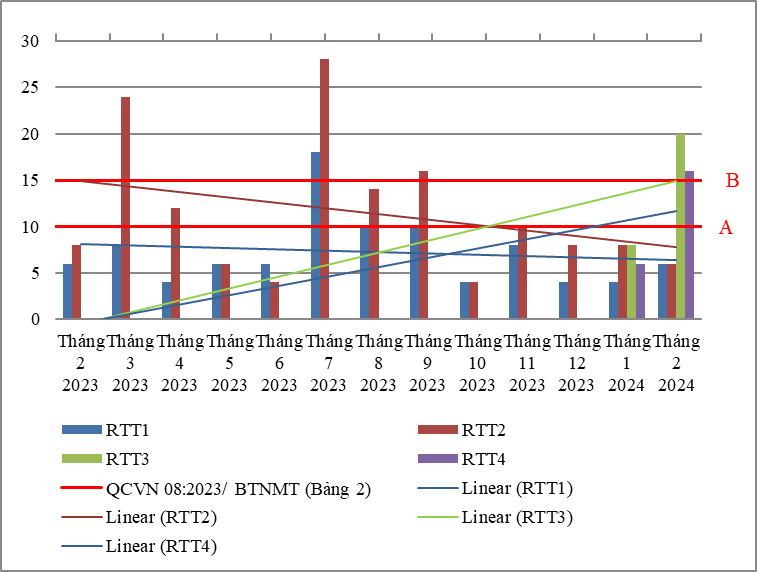 30
25
20
15
B
10
A
5
0
Tháng 2 2023
Tháng 3 2023
Tháng 4 2023
Tháng 5 2023
Tháng 6 2023
Tháng 7 2023
Tháng 8 2023
Tháng 9 2023
Tháng 10 2023
Tháng 11 2023
Tháng 12 2023
Tháng 1 2024
Tháng 2 2024
RTT1
RTT2
RTT3
RTT4
QCVN 08:2023/ BTNMT (Bảng 2)
Linear (RTT1)
Linear (RTT2)
Linear (RTT3)
Linear (RTT4)